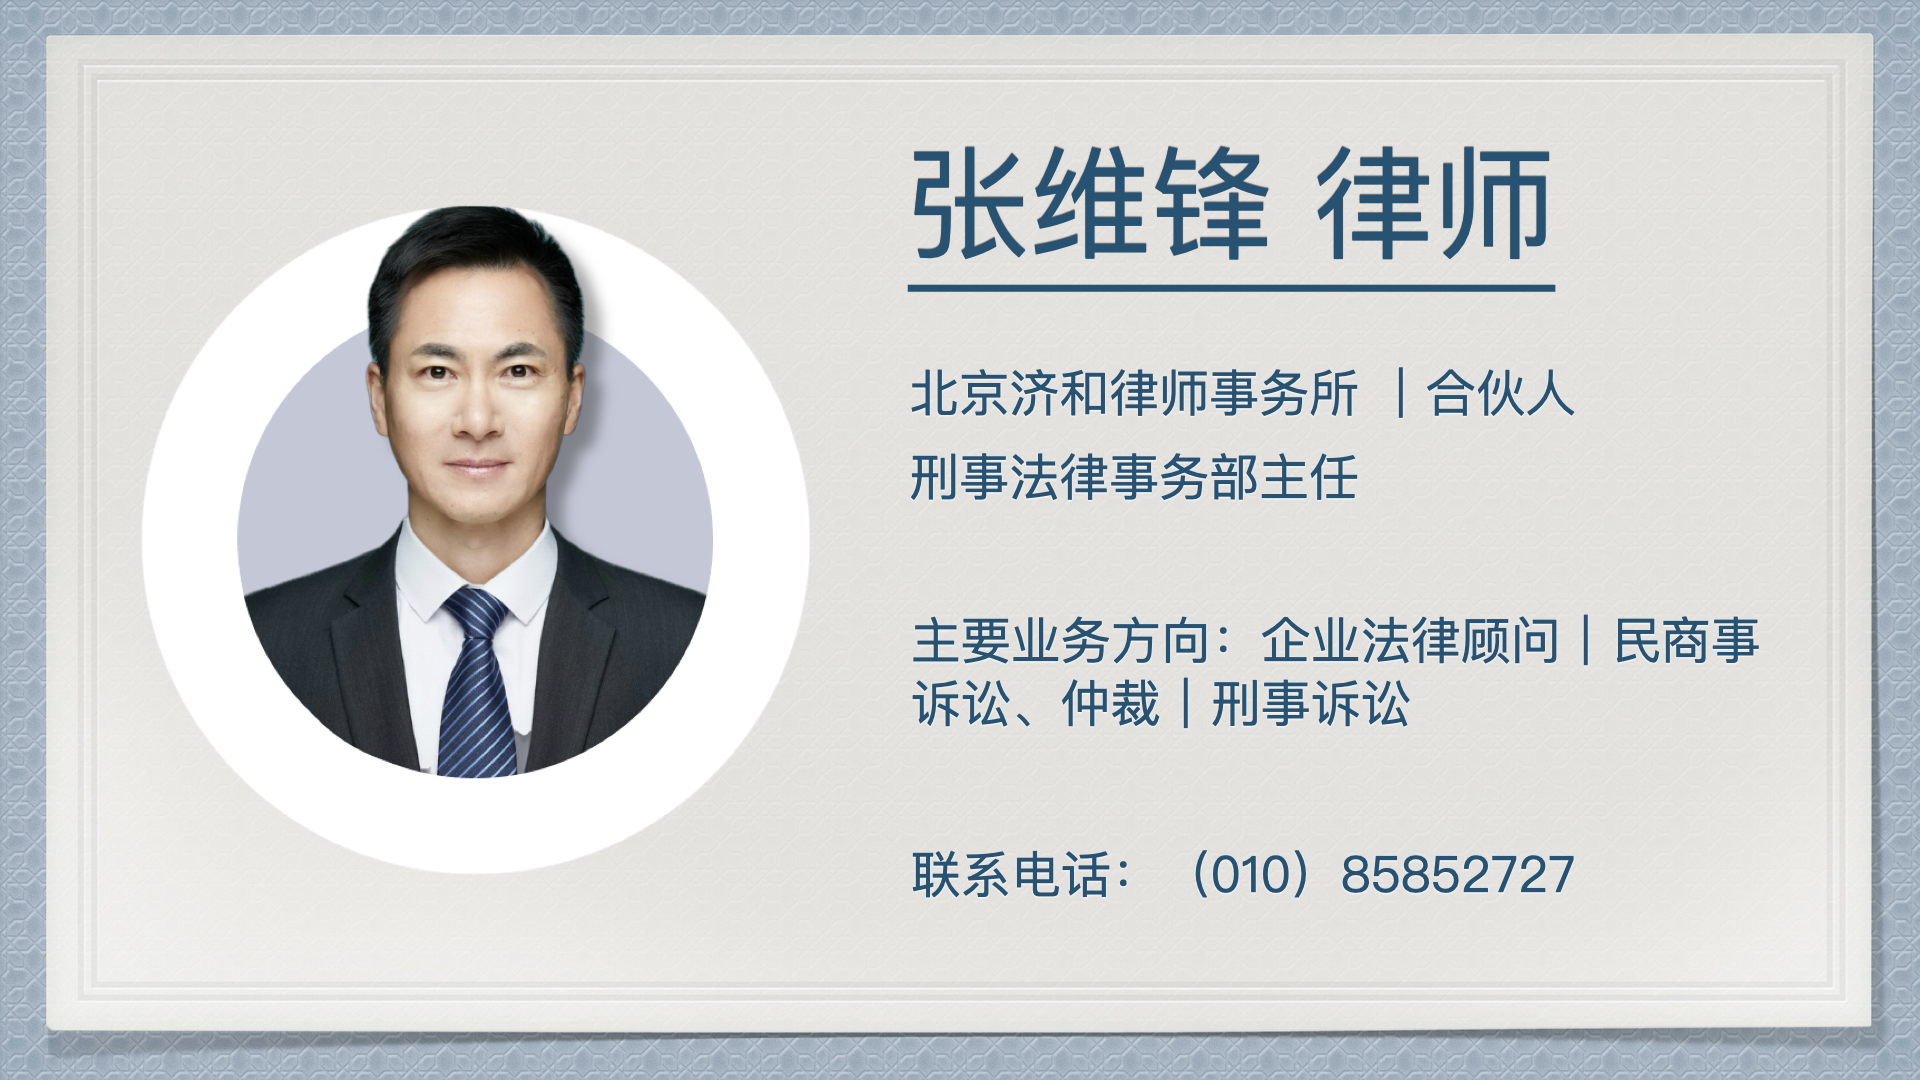 张维锋 律师
北京济和律师事务所 ｜合伙人
刑事法律事务部主任
主要业务方向：企业法律顾问｜民商事
诉讼、仲裁｜刑事诉讼
联系电话：（010）85852727